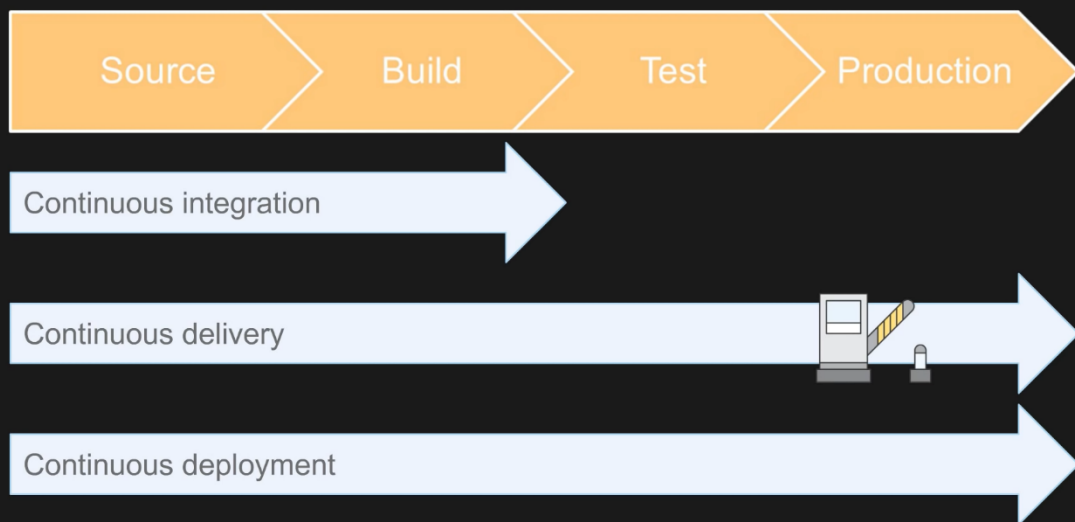 Source
Build
Test
Production
Continuous integration
Continuous delivery
Continuous deployment